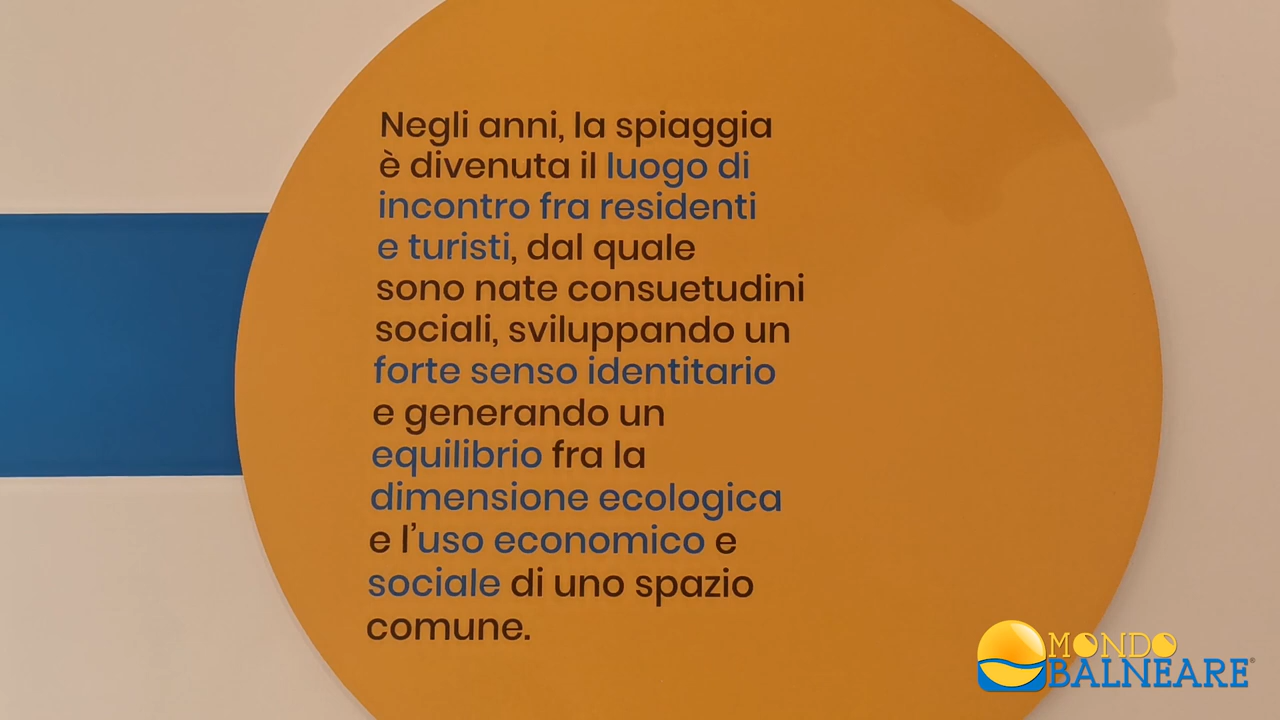 Negli anni, la spiaggia
è divenuta il luogo di
incontro fra residenti
e turisti, dal quale
sono nate consuetudini
sociali, sviluppando un
forte senso identitario
e generando un
equilibrio fra la
dimensione ecologica
e l’uso economico e
sociale di uno spazio
comune.
MONDO
BALNEARE®